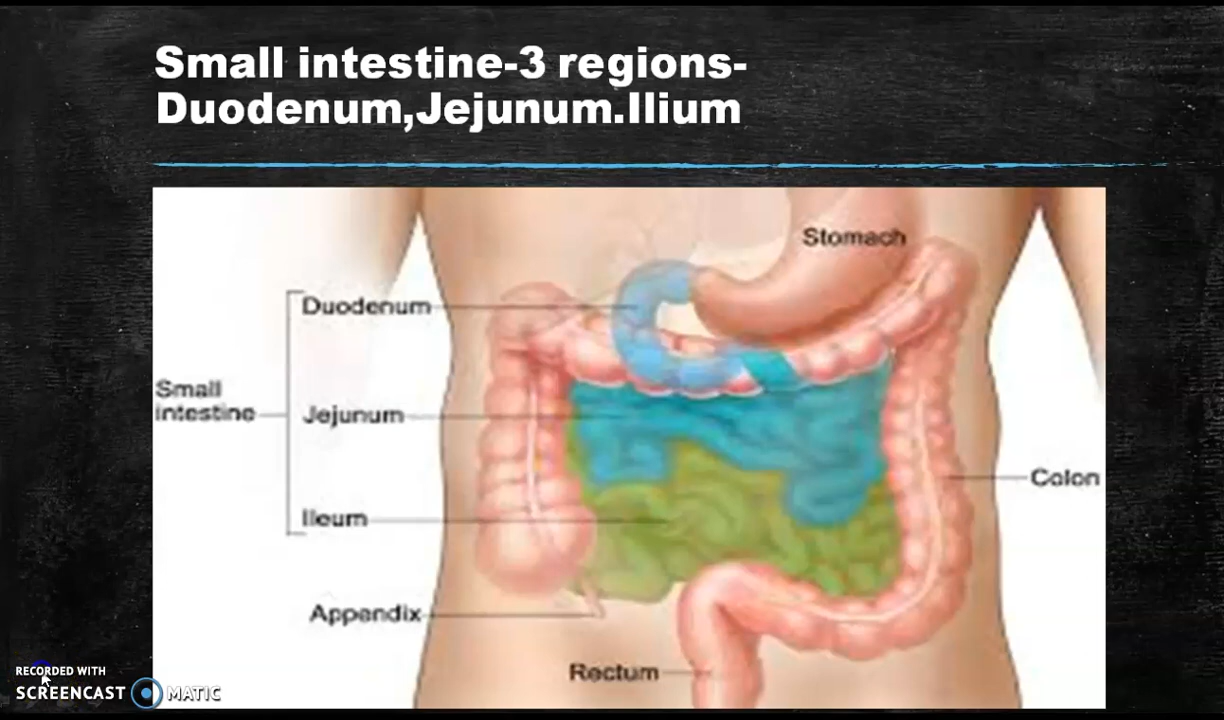 Small intestine-3 regions-
Duodenum,Jejunum.Ilium
Stomach
Duodenum
Small
intestine
Jejunum
Colon
Ileum
Appendix
Rectum
RECORDED WITH
SCREENCAST MATIC